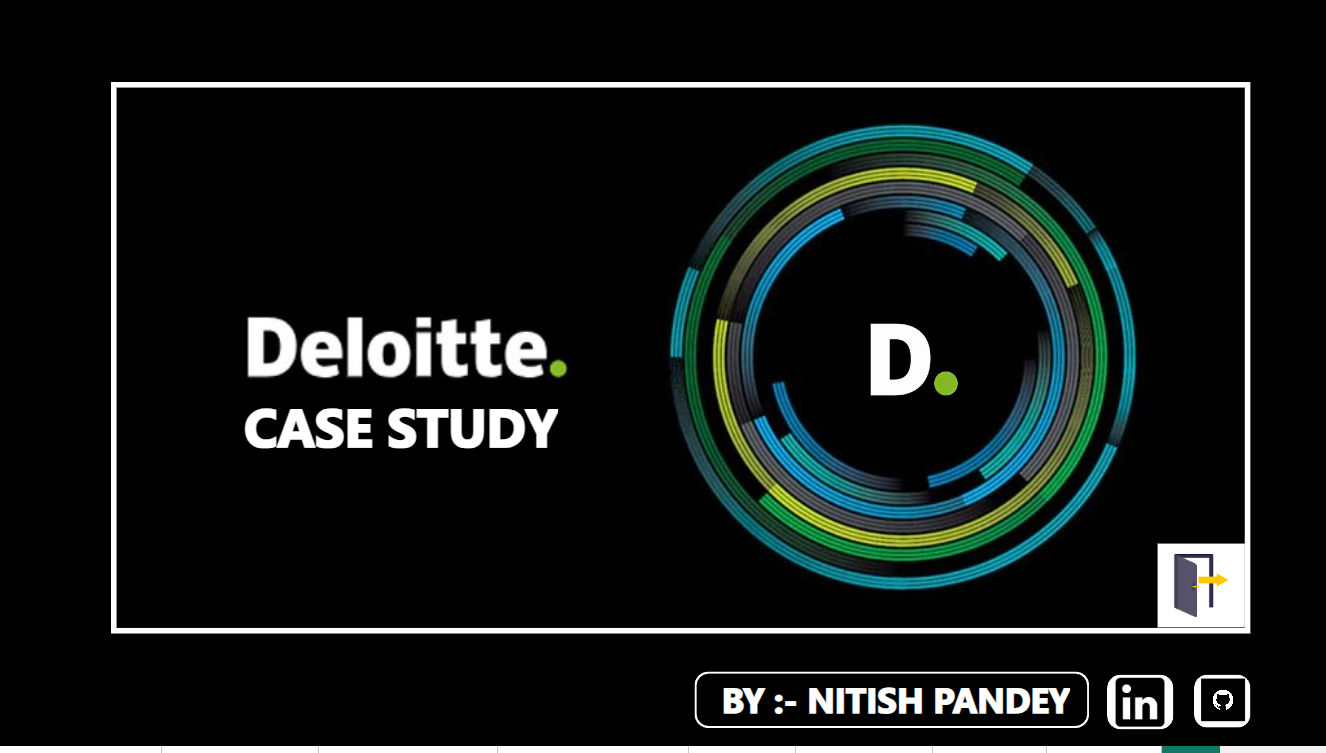 Deloitte.
CASE STUDY
D.
BY :- NITISH PANDEY
in